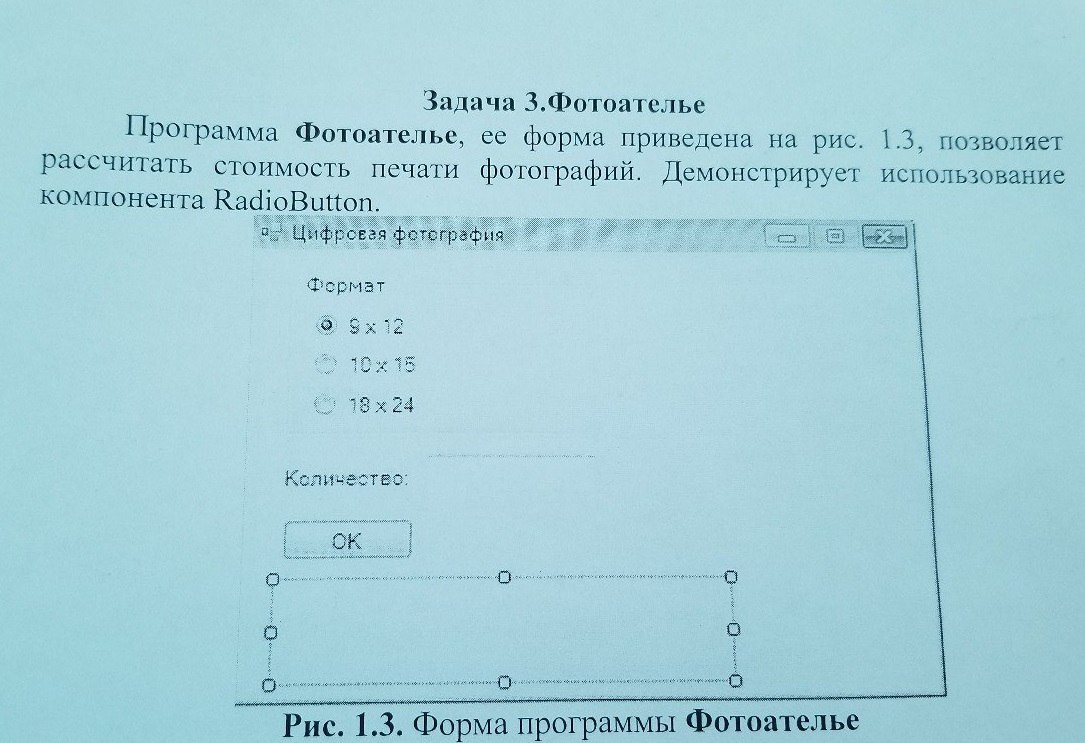 Задача 3.Фотоателье
Программа Фотоателье, ее форма приведена на рис. 1.3, позволяет
рассчитать стоимость печати фотографий. Демонстрирует использование
компонента RadioButton.
Цифровая фотография
Формат
9 x 12
10 x 15
18 x 24
Количество:
OK
Рис. 1.3. Форма программы Фотоателье